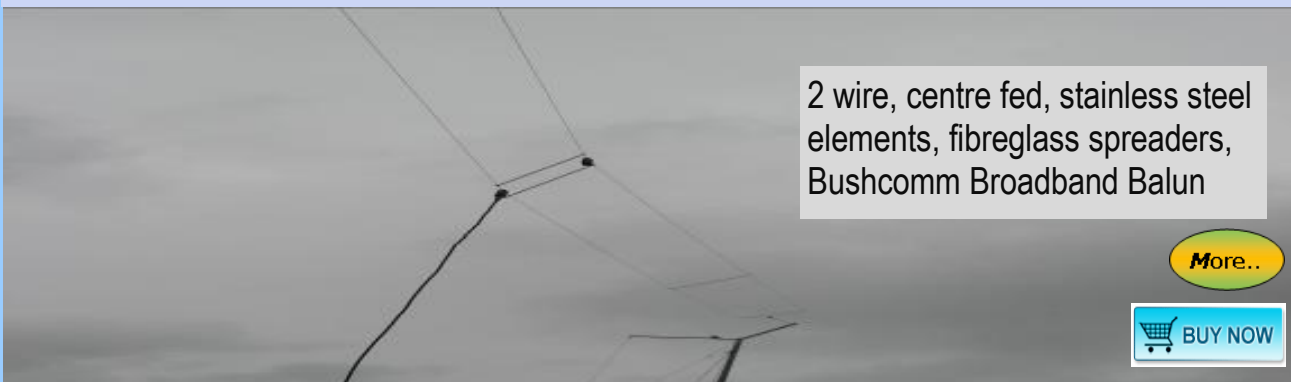 2 wire, centre fed, stainless steel
elements, fibreglass spreaders,
Bushcomm Broadband Balun
More..
BUY NOW